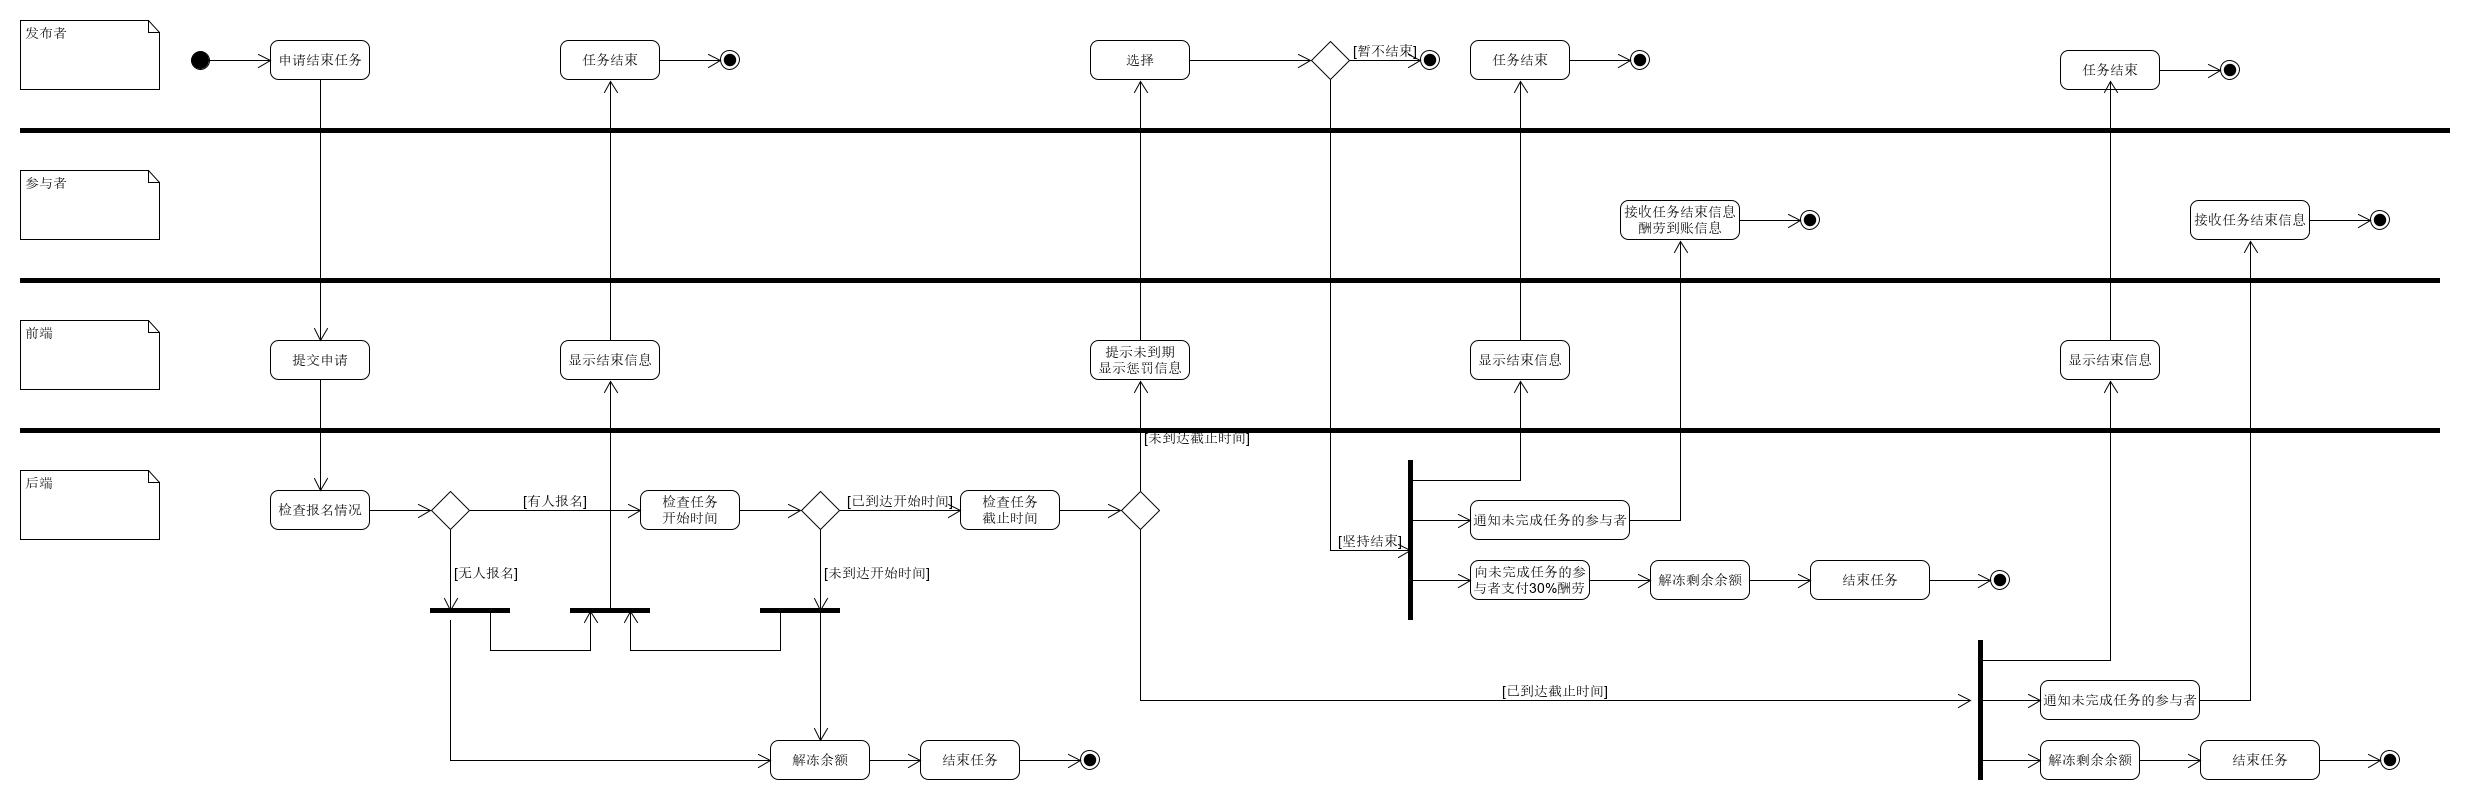 发布者
申请结束任务
任务结束
选择
[暂不结束]
任务结束
任务结束
参与者
接收任务结束信息
酬劳到账信息
接收任务结束信息
前端
提交申请
显示结束信息
提示未到期
显示惩罚信息
显示结束信息
显示结束信息
[未到达截止时间]
后端
检查报名情况
[有人报名]
检查任务
开始时间
[已到达开始时间]
检查任务
截止时间
通知未完成任务的参与者
[坚持结束]
[无人报名]
[未到达开始时间]
向未完成任务的参
与者支付30%酬劳
解冻剩余余额
结束任务
[已到达截止时间]
通知未完成任务的参与者
解冻余额
结束任务
解冻剩余余额
结束任务